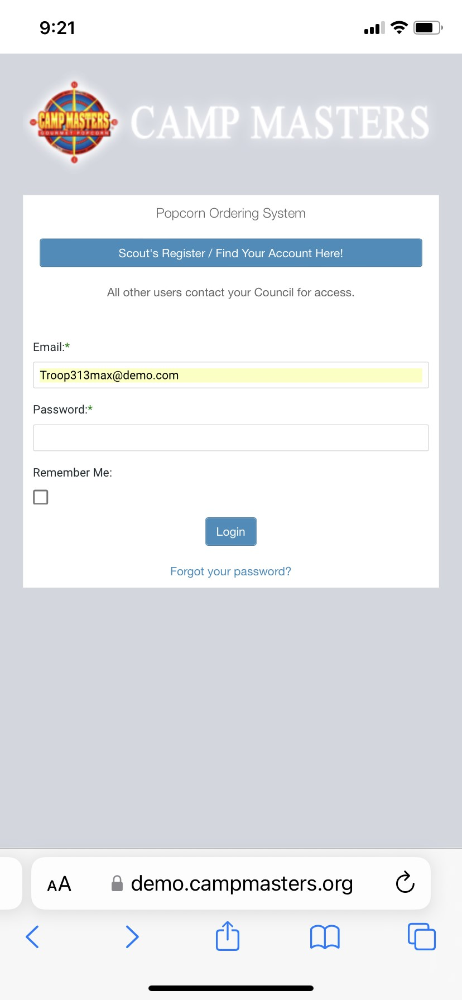 9:21
CAMP MASTERS
GOURMET POPCORN
CAMP MASTERS
Popcorn Ordering System
Scout's Register / Find Your Account Here!
All other users contact your Council for access.
Email:*
Troop313max@demo.com
Password:*
Remember Me:
Login
Forgot your password?
AA demo.campmasters.org